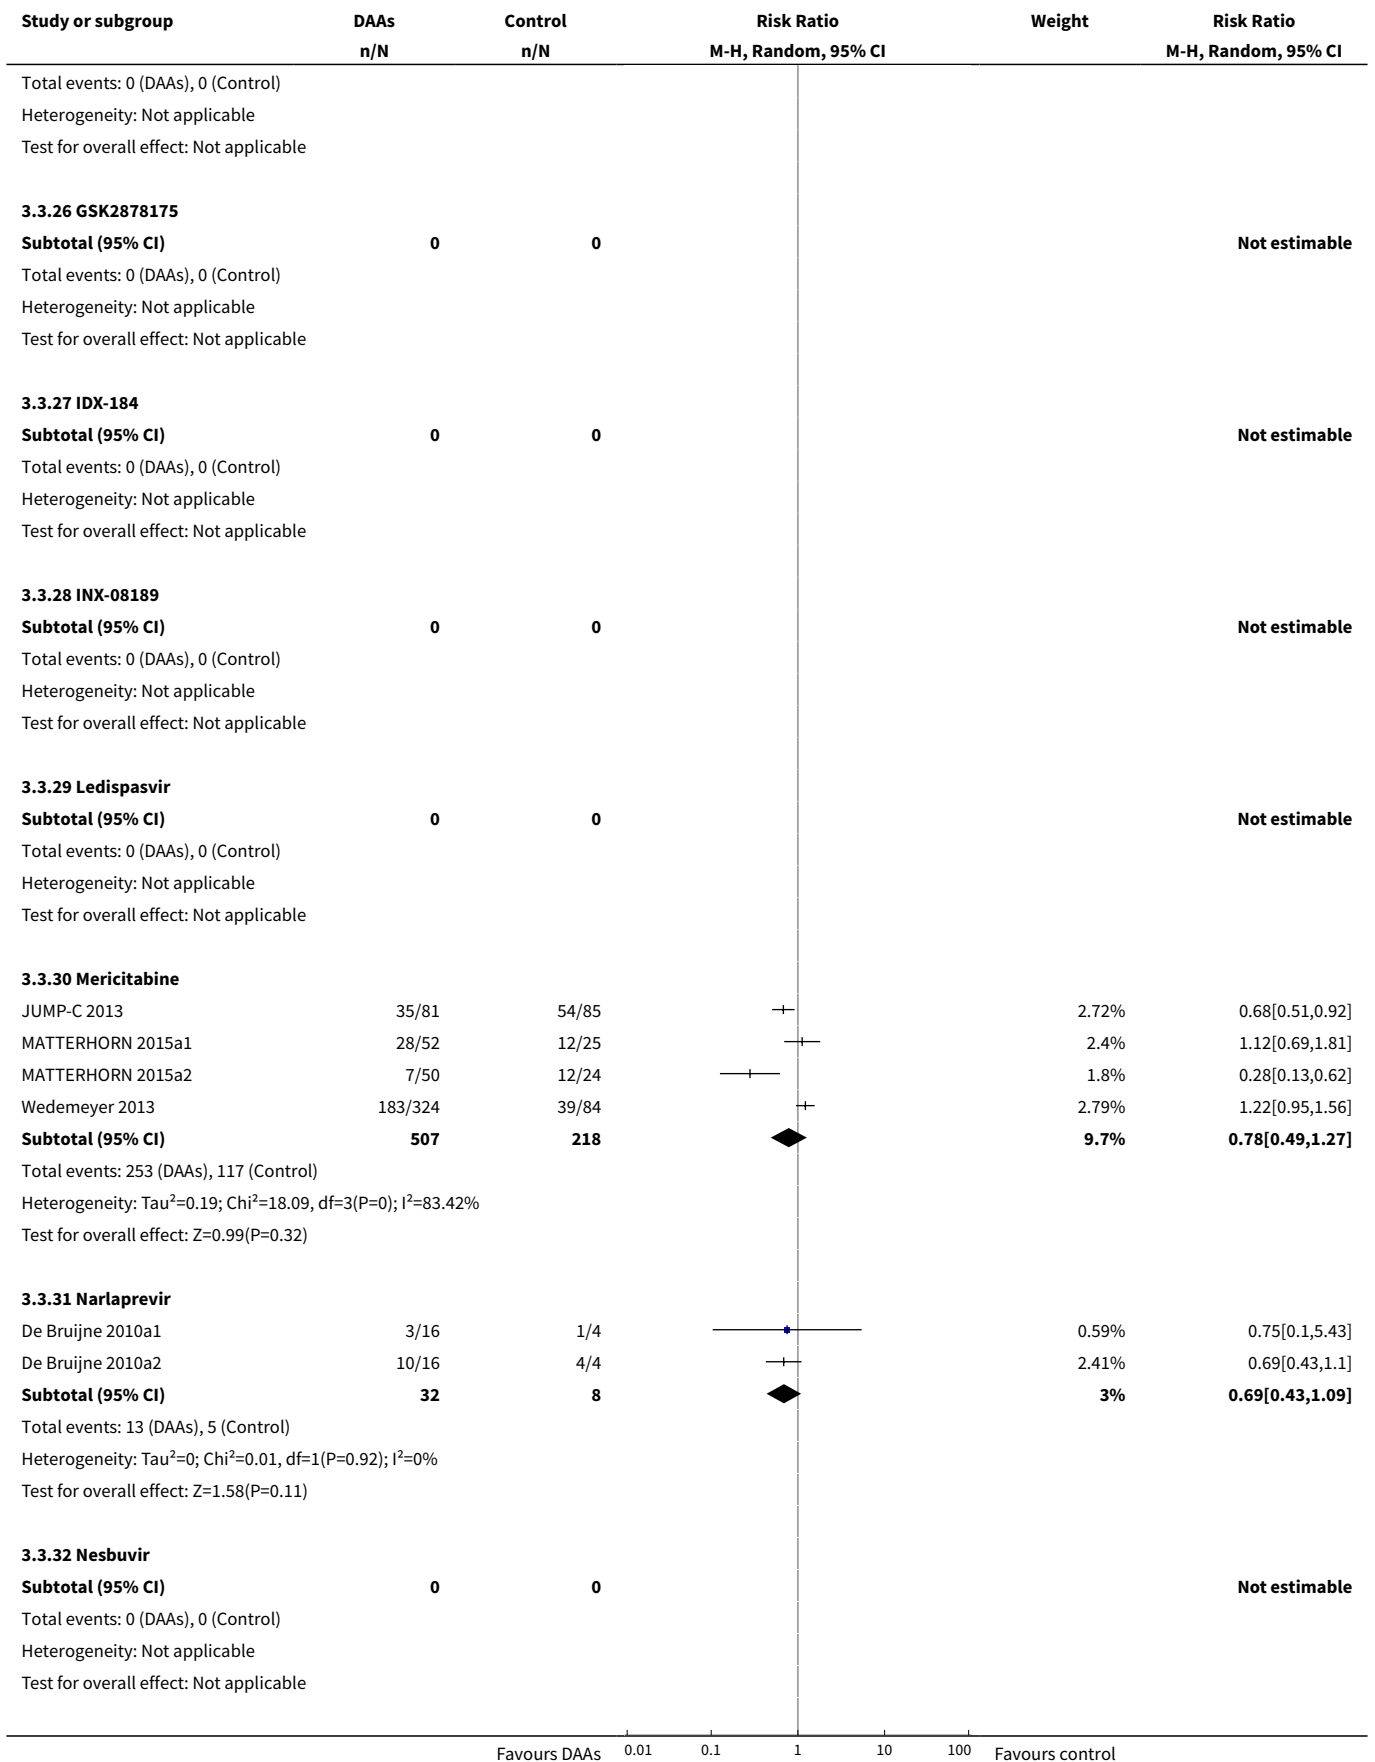 Study or subgroup DAAs Control Risk Ratio Weight Risk Ratio
n/N n/N M-H, Random, 95% CI M-H, Random, 95% CI
Total events: 0 (DAAs), 0 (Control)
Heterogeneity: Not applicable
Test for overall effect: Not applicable
3.3.26 GSK2878175
Subtotal (95% CI) 0 0 Not estimable
Total events: 0 (DAAs), 0 (Control)
Heterogeneity: Not applicable
Test for overall effect: Not applicable
3.3.27 IDX-184
Subtotal (95% CI) 0 0 Not estimable
Total events: 0 (DAAs), 0 (Control)
Heterogeneity: Not applicable
Test for overall effect: Not applicable
3.3.28 INX-08189
Subtotal (95% CI) 0 0 Not estimable
Total events: 0 (DAAs), 0 (Control)
Heterogeneity: Not applicable
Test for overall effect: Not applicable
3.3.29 Ledispasvir
Subtotal (95% CI) 0 0 Not estimable
Total events: 0 (DAAs), 0 (Control)
Heterogeneity: Not applicable
Test for overall effect: Not applicable
3.3.30 Mericitabine
JUMP-C 2013 35/81 54/85 2.72% 0.68[0.51,0.92]
MATTERHORN 2015a1 28/52 12/25 2.4% 1.12[0.69,1.81]
MATTERHORN 2015a2 7/50 12/24 1.8% 0.28[0.13,0.62]
Wedemeyer 2013 183/324 39/84 2.79% 1.22[0.95,1.56]
Subtotal (95% CI) 507 218 9.7% 0.78[0.49,1.27]
Total events: 253 (DAAs), 117 (Control)
Heterogeneity: Tau²=0.19; Chi²=18.09, df=3(P=0); I²=83.42%
Test for overall effect: Z=0.99(P=0.32)
3.3.31 Narlaprevir
De Bruijne 2010a1 3/16 1/4 0.59% 0.75[0.1,5.43]
De Bruijne 2010a2 10/16 4/4 2.41% 0.69[0.43,1.1]
Subtotal (95% CI) 32 8 3% 0.69[0.43,1.09]
Total events: 13 (DAAs), 5 (Control)
Heterogeneity: Tau²=0; Chi²=0.01, df=1(P=0.92); I²=0%
Test for overall effect: Z=1.58(P=0.11)
3.3.32 Nesbuvir
Subtotal (95% CI) 0 0 Not estimable
Total events: 0 (DAAs), 0 (Control)
Heterogeneity: Not applicable
Test for overall effect: Not applicable
Favours DAAs 0.01 0.1 1 10 100 Favours control